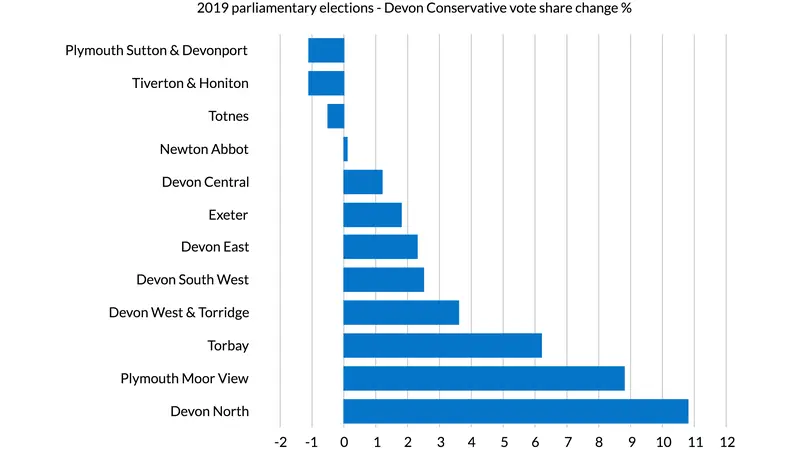 2019 parliamentary elections - Devon Conservative vote share change %
Plymouth Sutton & Devonport
Tiverton & Honiton
Totnes
Newton Abbot
Devon Central
Exeter
Devon East
Devon South West
Devon West & Torridge
Torbay
Plymouth Moor View
Devon North
-2 -1 0 1 2 3 4 5 6 7 8 9 10 11 12